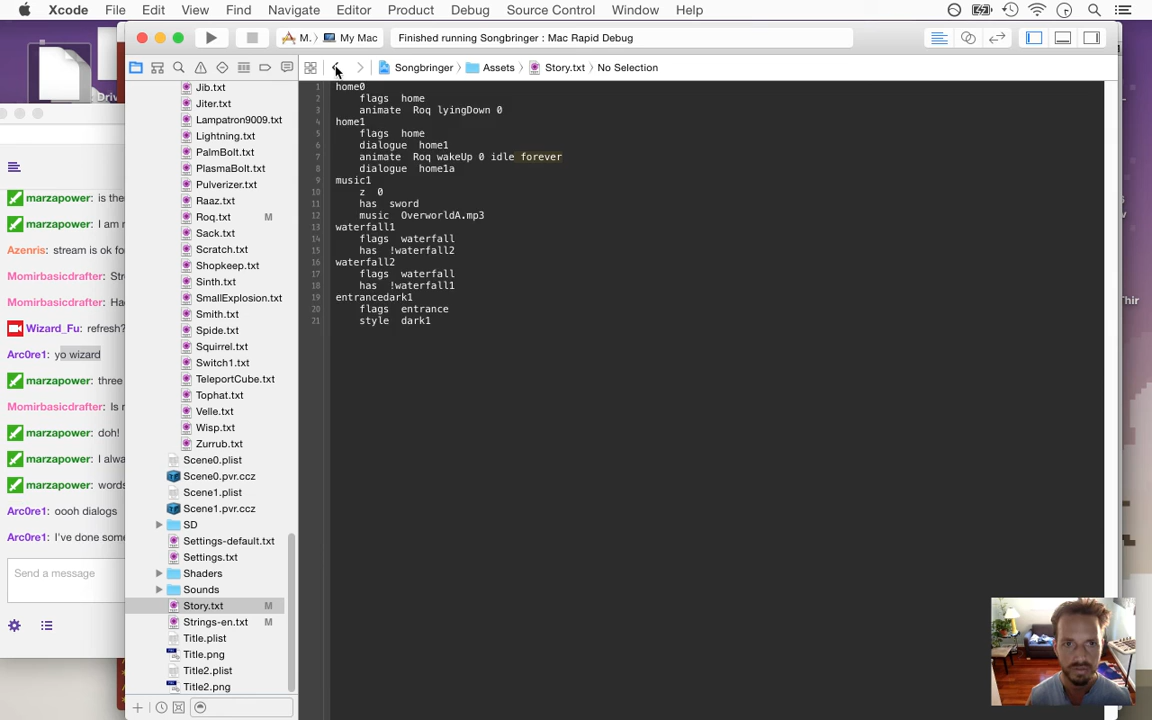 Xcode File Edit View Find Navigate Editor Product Debug Source Control Window Help
M. My Mac Finished running Songbringer : Mac Rapid Debug
Songbringer Assets Story.txt No Selection
Jib.txt
Jiter.txt
Lampatron9009.txt
Lightning.txt
PalmBolt.txt
PlasmaBolt.txt
Pulverizer.txt
Raaz.txt
Roq.txt M
Sack.txt
Scratch.txt
Shopkeep.txt
Sinth.txt
SmallExplosion.txt
Smith.txt
Spide.txt
Squirrel.txt
Switch1.txt
TeleportCube.txt
Tophat.txt
Velle.txt
Wisp.txt
Zurrub.txt
Scene0.plist
Scene0.pvr.ccz
Scene1.plist
Scene1.pvr.ccz
SD
Settings-default.txt
Settings.txt
Shaders
Sounds
Story.txt M
Strings-en.txt M
Title.plist
Title.png
Title2.plist
Title2.png
1 home0
2 flags home
3 animate Roq lyingDown 0
4 home1
5 flags home
6 dialogue home1
7 animate Roq wakeUp 0 idle forever
8 dialogue home1a
9 music1
10 z 0
11 has sword
12 music OverworldA.mp3
13 waterfall1
14 flags waterfall
15 has !waterfall2
16 waterfall2
17 flags waterfall
18 has !waterfall1
19 entrancedark1
20 flags entrance
21 style dark1
marzapower: is the
marzapower: I am r
Azenris: stream is ok fo
Momirbasicdrafter: Str
Momirbasicdrafter: Ha
Wizard_Fu: refresh?
Arc0re1: yo wizard
marzapower: three
Momirbasicdrafter: Is r
marzapower: doh!
marzapower: I alwa
marzapower: words
Arc0re1: oooh dialogs
Arc0re1: I've done some
Send a message
Driv
Thir